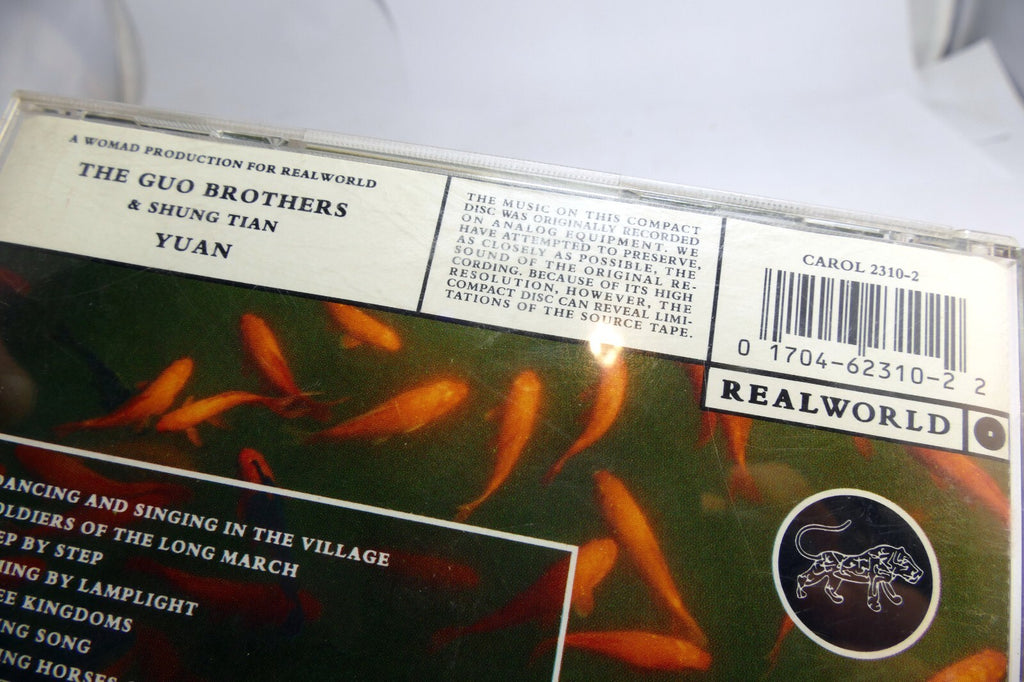 A WOMAD PRODUCTION FOR REALWORLD
THE GUO BROTHERS
& SHUNG TIAN
YUAN
THE MUSIC ON THIS COMPACT
DISC WAS ORIGINALLY RECORDED
ON ANALOG EQUIPMENT. WE
HAVE ATTEMPTED TO PRESERVE,
AS CLOSELY AS POSSIBLE, THE
SOUND OF THE ORIGINAL RE-
CORDING. BECAUSE OF ITS HIGH
RESOLUTION, HOWEVER, THE
COMPACT DISC CAN REVEAL LIMI-
TATIONS OF THE SOURCE TAPE.
CAROL 2310-2
0 1704-62310-2 2
REALWORLD
DANCING AND SINGING IN THE VILLAGE
OLDIERS OF THE LONG MARCH
EP BY STEP
ING BY LAMPLIGHT
EE KINGDOMS
ING SONG
ING HORSES